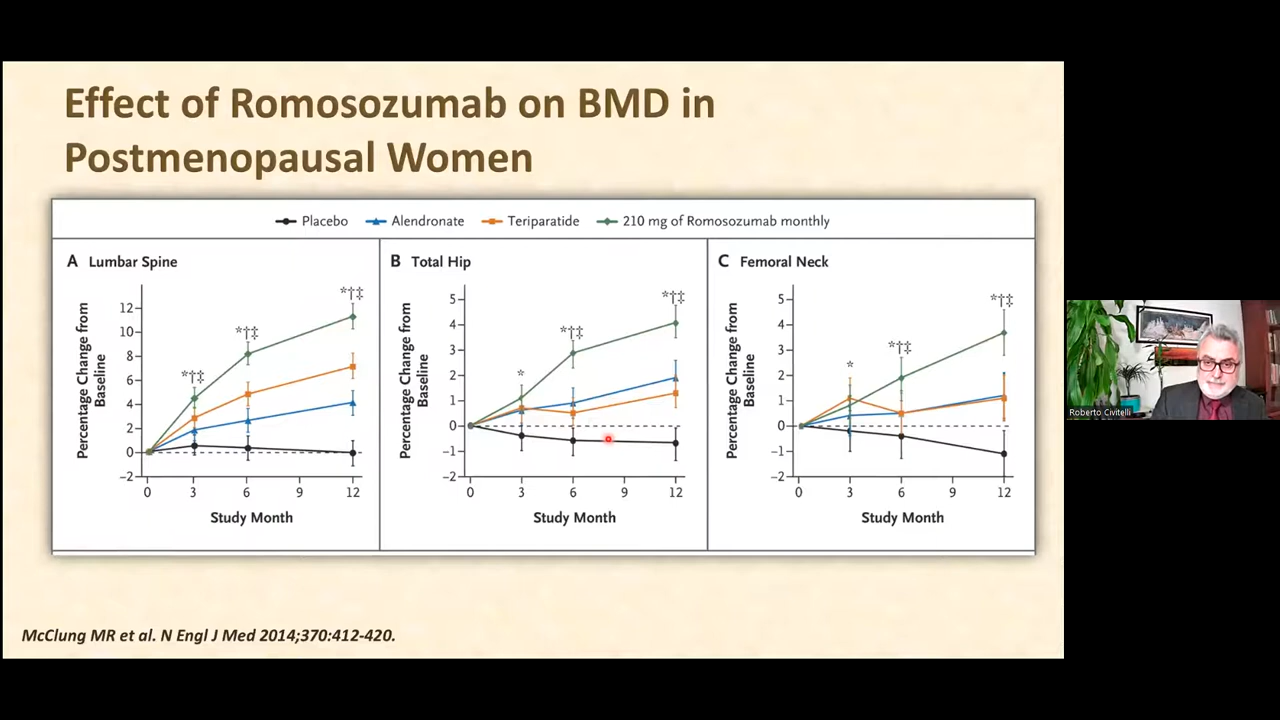 Effect of Romosozumab on BMD in
Postmenopausal Women
Placebo Alendronate Teriparatide 210 mg of Romosozumab monthly
A Lumbar Spine
Percentage Change from
Baseline
12
10
8
6
4
2
0
−2
*†‡
*†‡
*†‡
0 3 6 9 12
Study Month
B Total Hip
Percentage Change from
Baseline
5
4
3
2
1
0
−1
−2
*
*†‡
*†‡
0 3 6 9 12
Study Month
C Femoral Neck
Percentage Change from
Baseline
5
4
3
2
1
0
−1
−2
*
*†‡
*†‡
0 3 6 9 12
Study Month
McClung MR et al. N Engl J Med 2014;370:412-420.
Roberto Civitelli